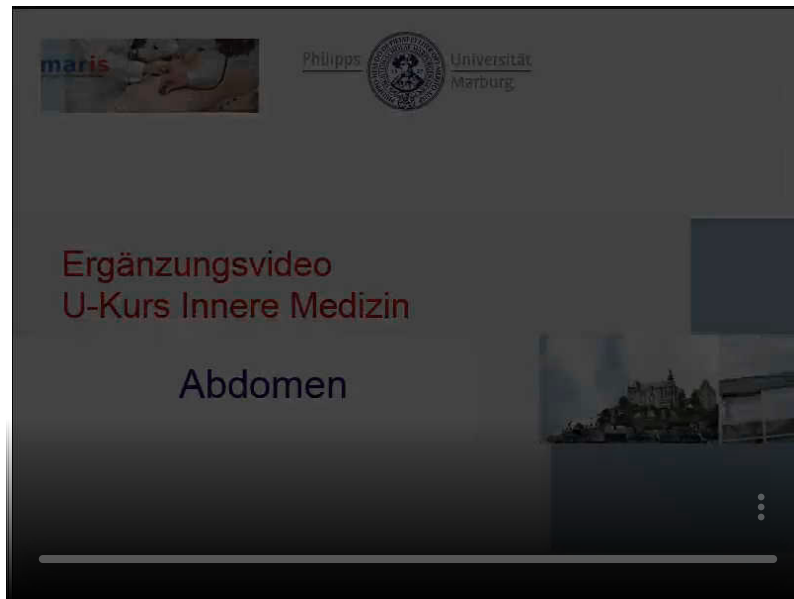 maris
Philipps Universität
Marburg
Ergänzungsvideo
U-Kurs Innere Medizin
Abdomen